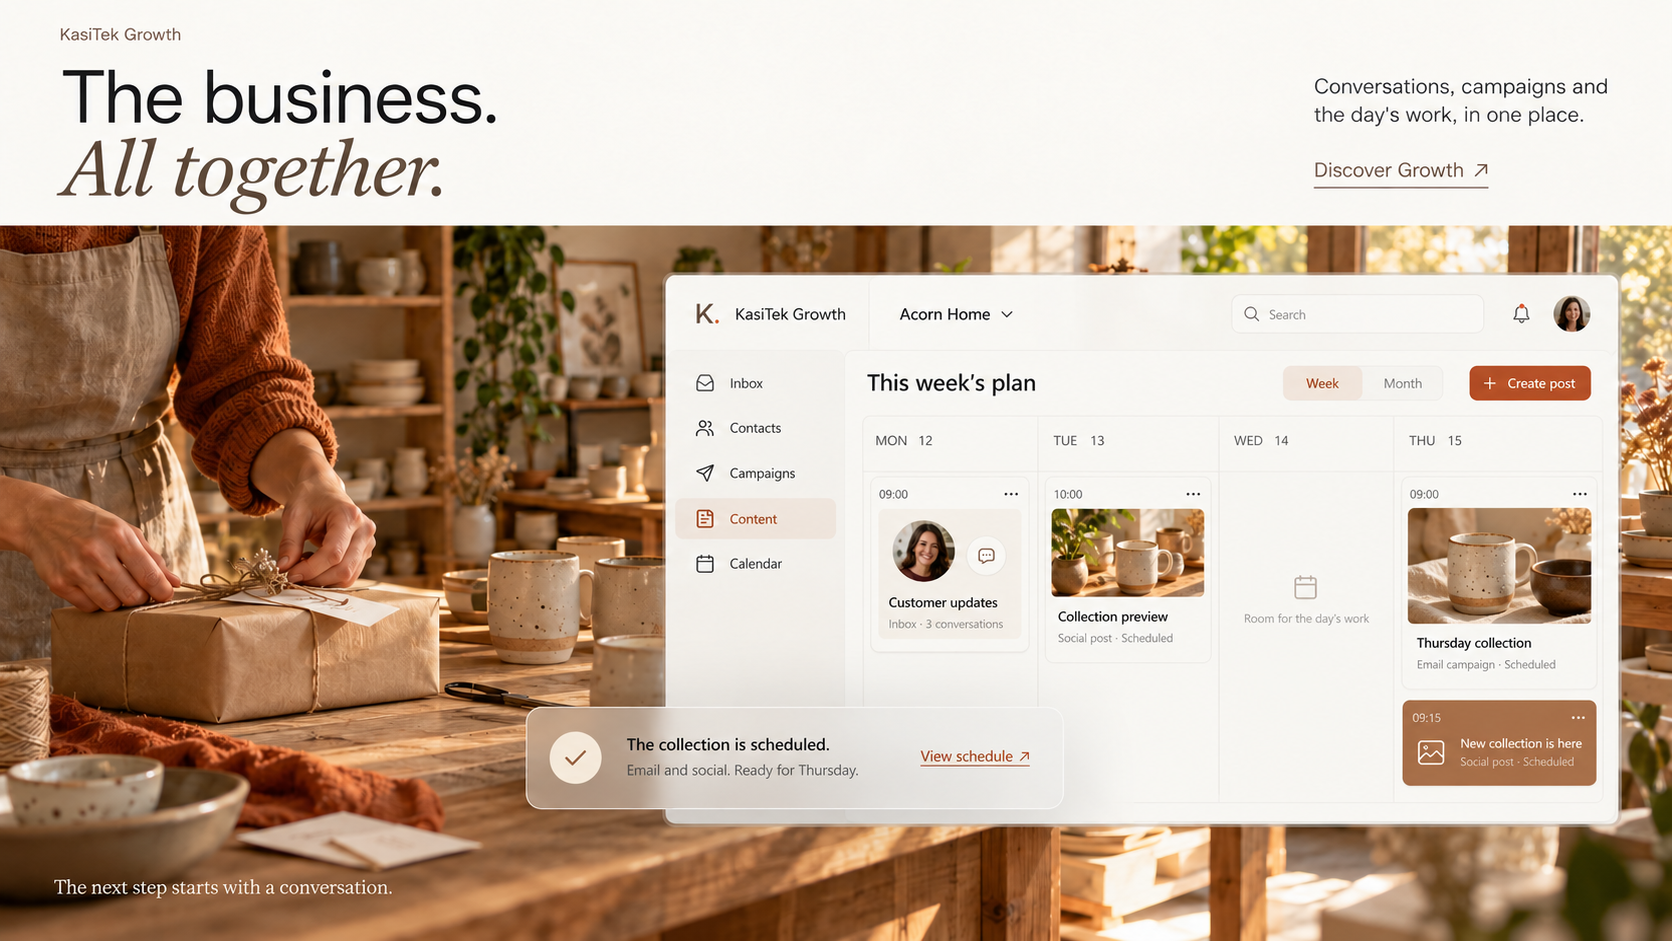 KasiTek Growth
The business.
All together.
Conversations, campaigns and
the day's work, in one place.
Discover Growth
K.
KasiTek Growth
Acorn Home
Search
Inbox
Contacts
Campaigns
Content
Calendar
This week's plan
Week
Month
+ Create post
MON 12
TUE 13
WED 14
THU 15
09:00
Customer updates
Inbox · 3 conversations
10:00
Collection preview
Social post · Scheduled
Room for the day's work
09:00
Thursday collection
Email campaign · Scheduled
09:15
New collection is here
Social post · Scheduled
The collection is scheduled.
Email and social. Ready for Thursday.
View schedule
The next step starts with a conversation.